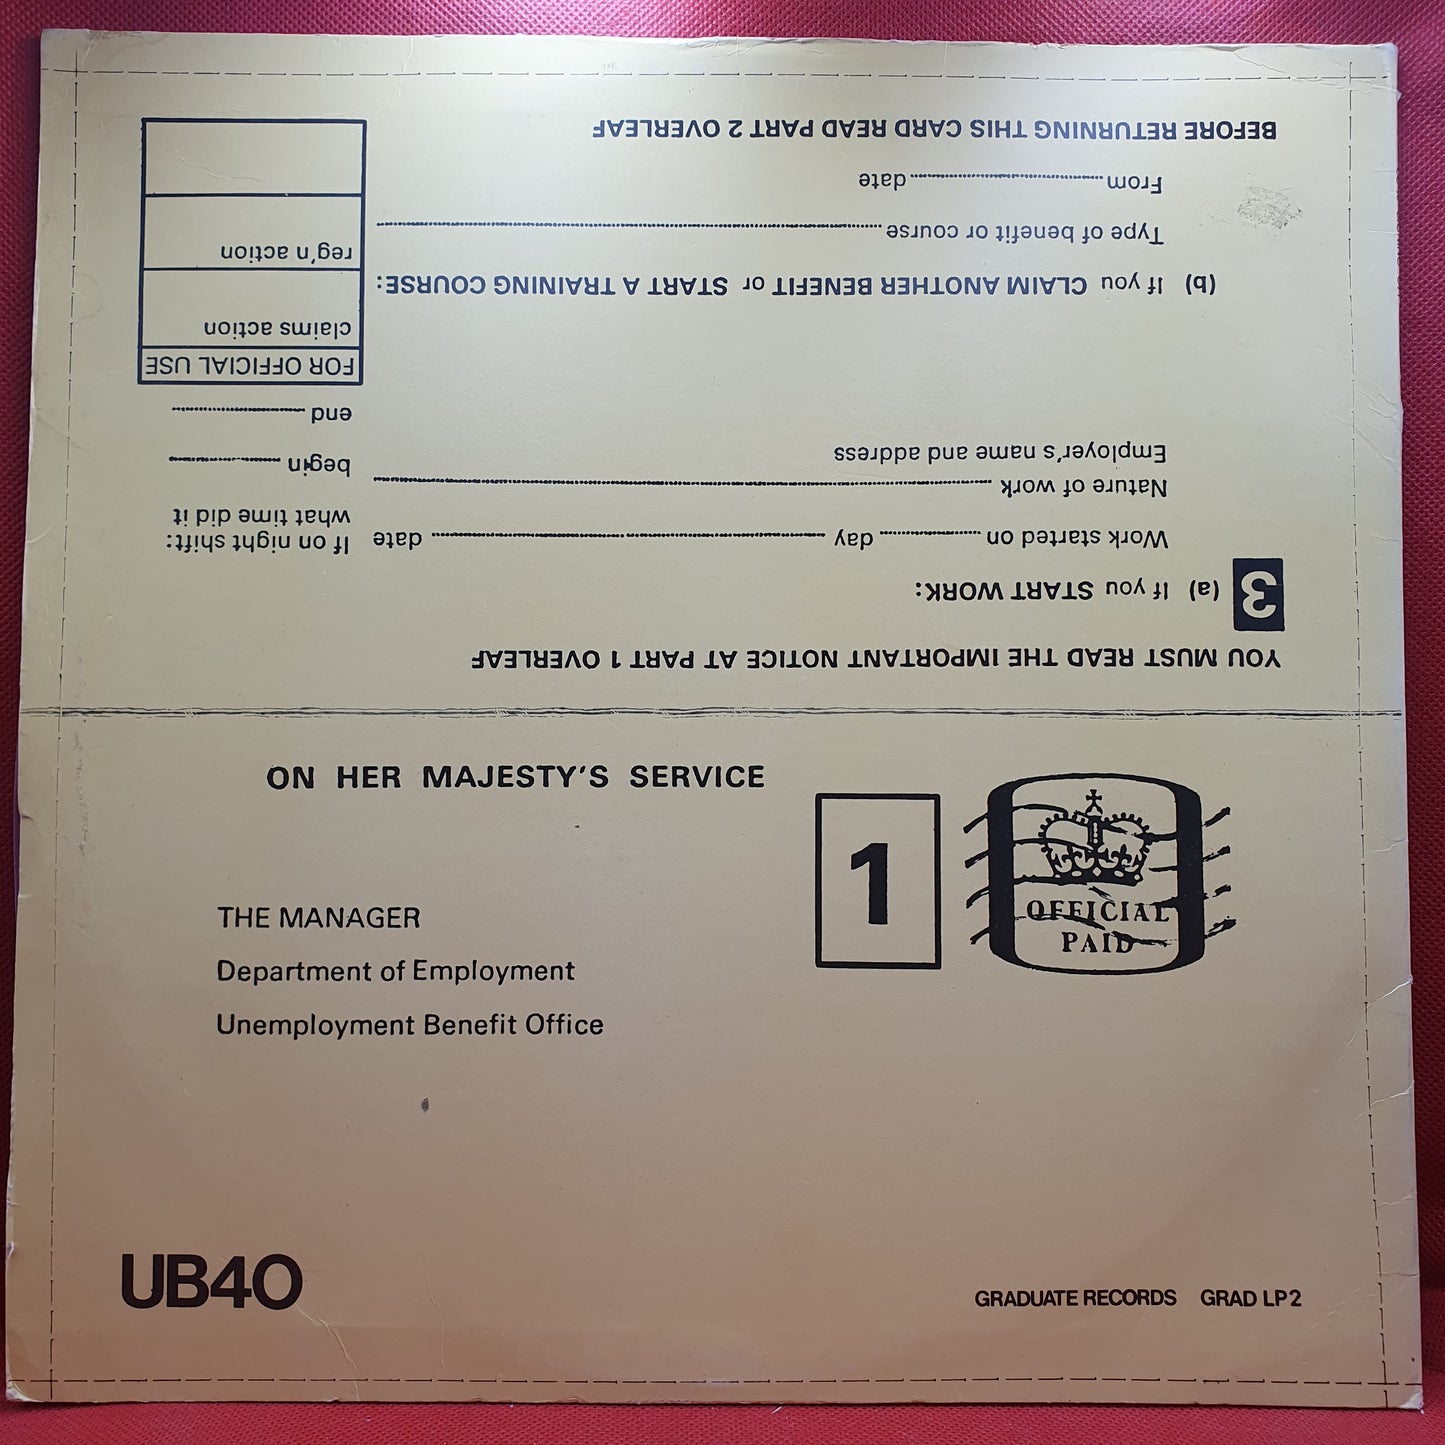 YOU MUST READ THE IMPORTANT NOTICE AT PART 1 OVERLEAF
3 (a) If you START WORK:
Work started on ............ day ............ date
Nature of work ............
Employer's name and address
If on night shift:
what time did it
begin ............
end ............
FOR OFFICIAL USE
claims action
reg'n action
(b) If you CLAIM ANOTHER BENEFIT or START A TRAINING COURSE:
Type of benefit or course ............
From ............ date
BEFORE RETURNING THIS CARD READ PART 2 OVERLEAF
ON HER MAJESTY'S SERVICE
1
OFFICIAL
PAID
THE MANAGER
Department of Employment
Unemployment Benefit Office
UB40
GRADUATE RECORDS GRAD LP2